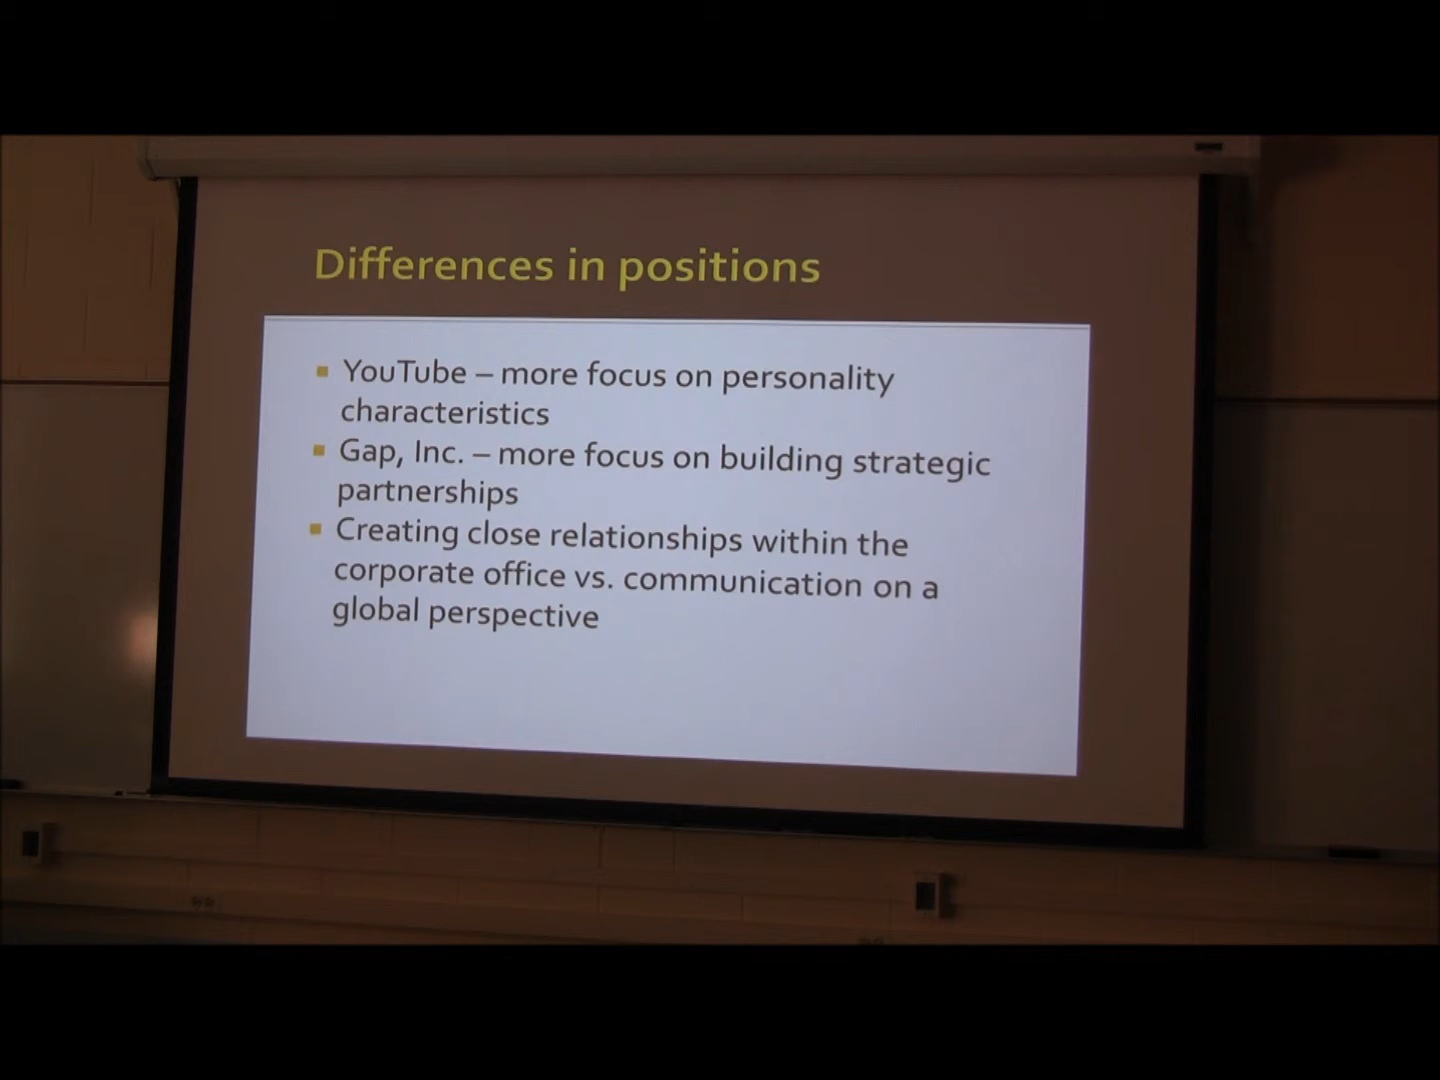 Differences in positions
▪ YouTube – more focus on personality
characteristics
▪ Gap, Inc. – more focus on building strategic
partnerships
▪ Creating close relationships within the
corporate office vs. communication on a
global perspective